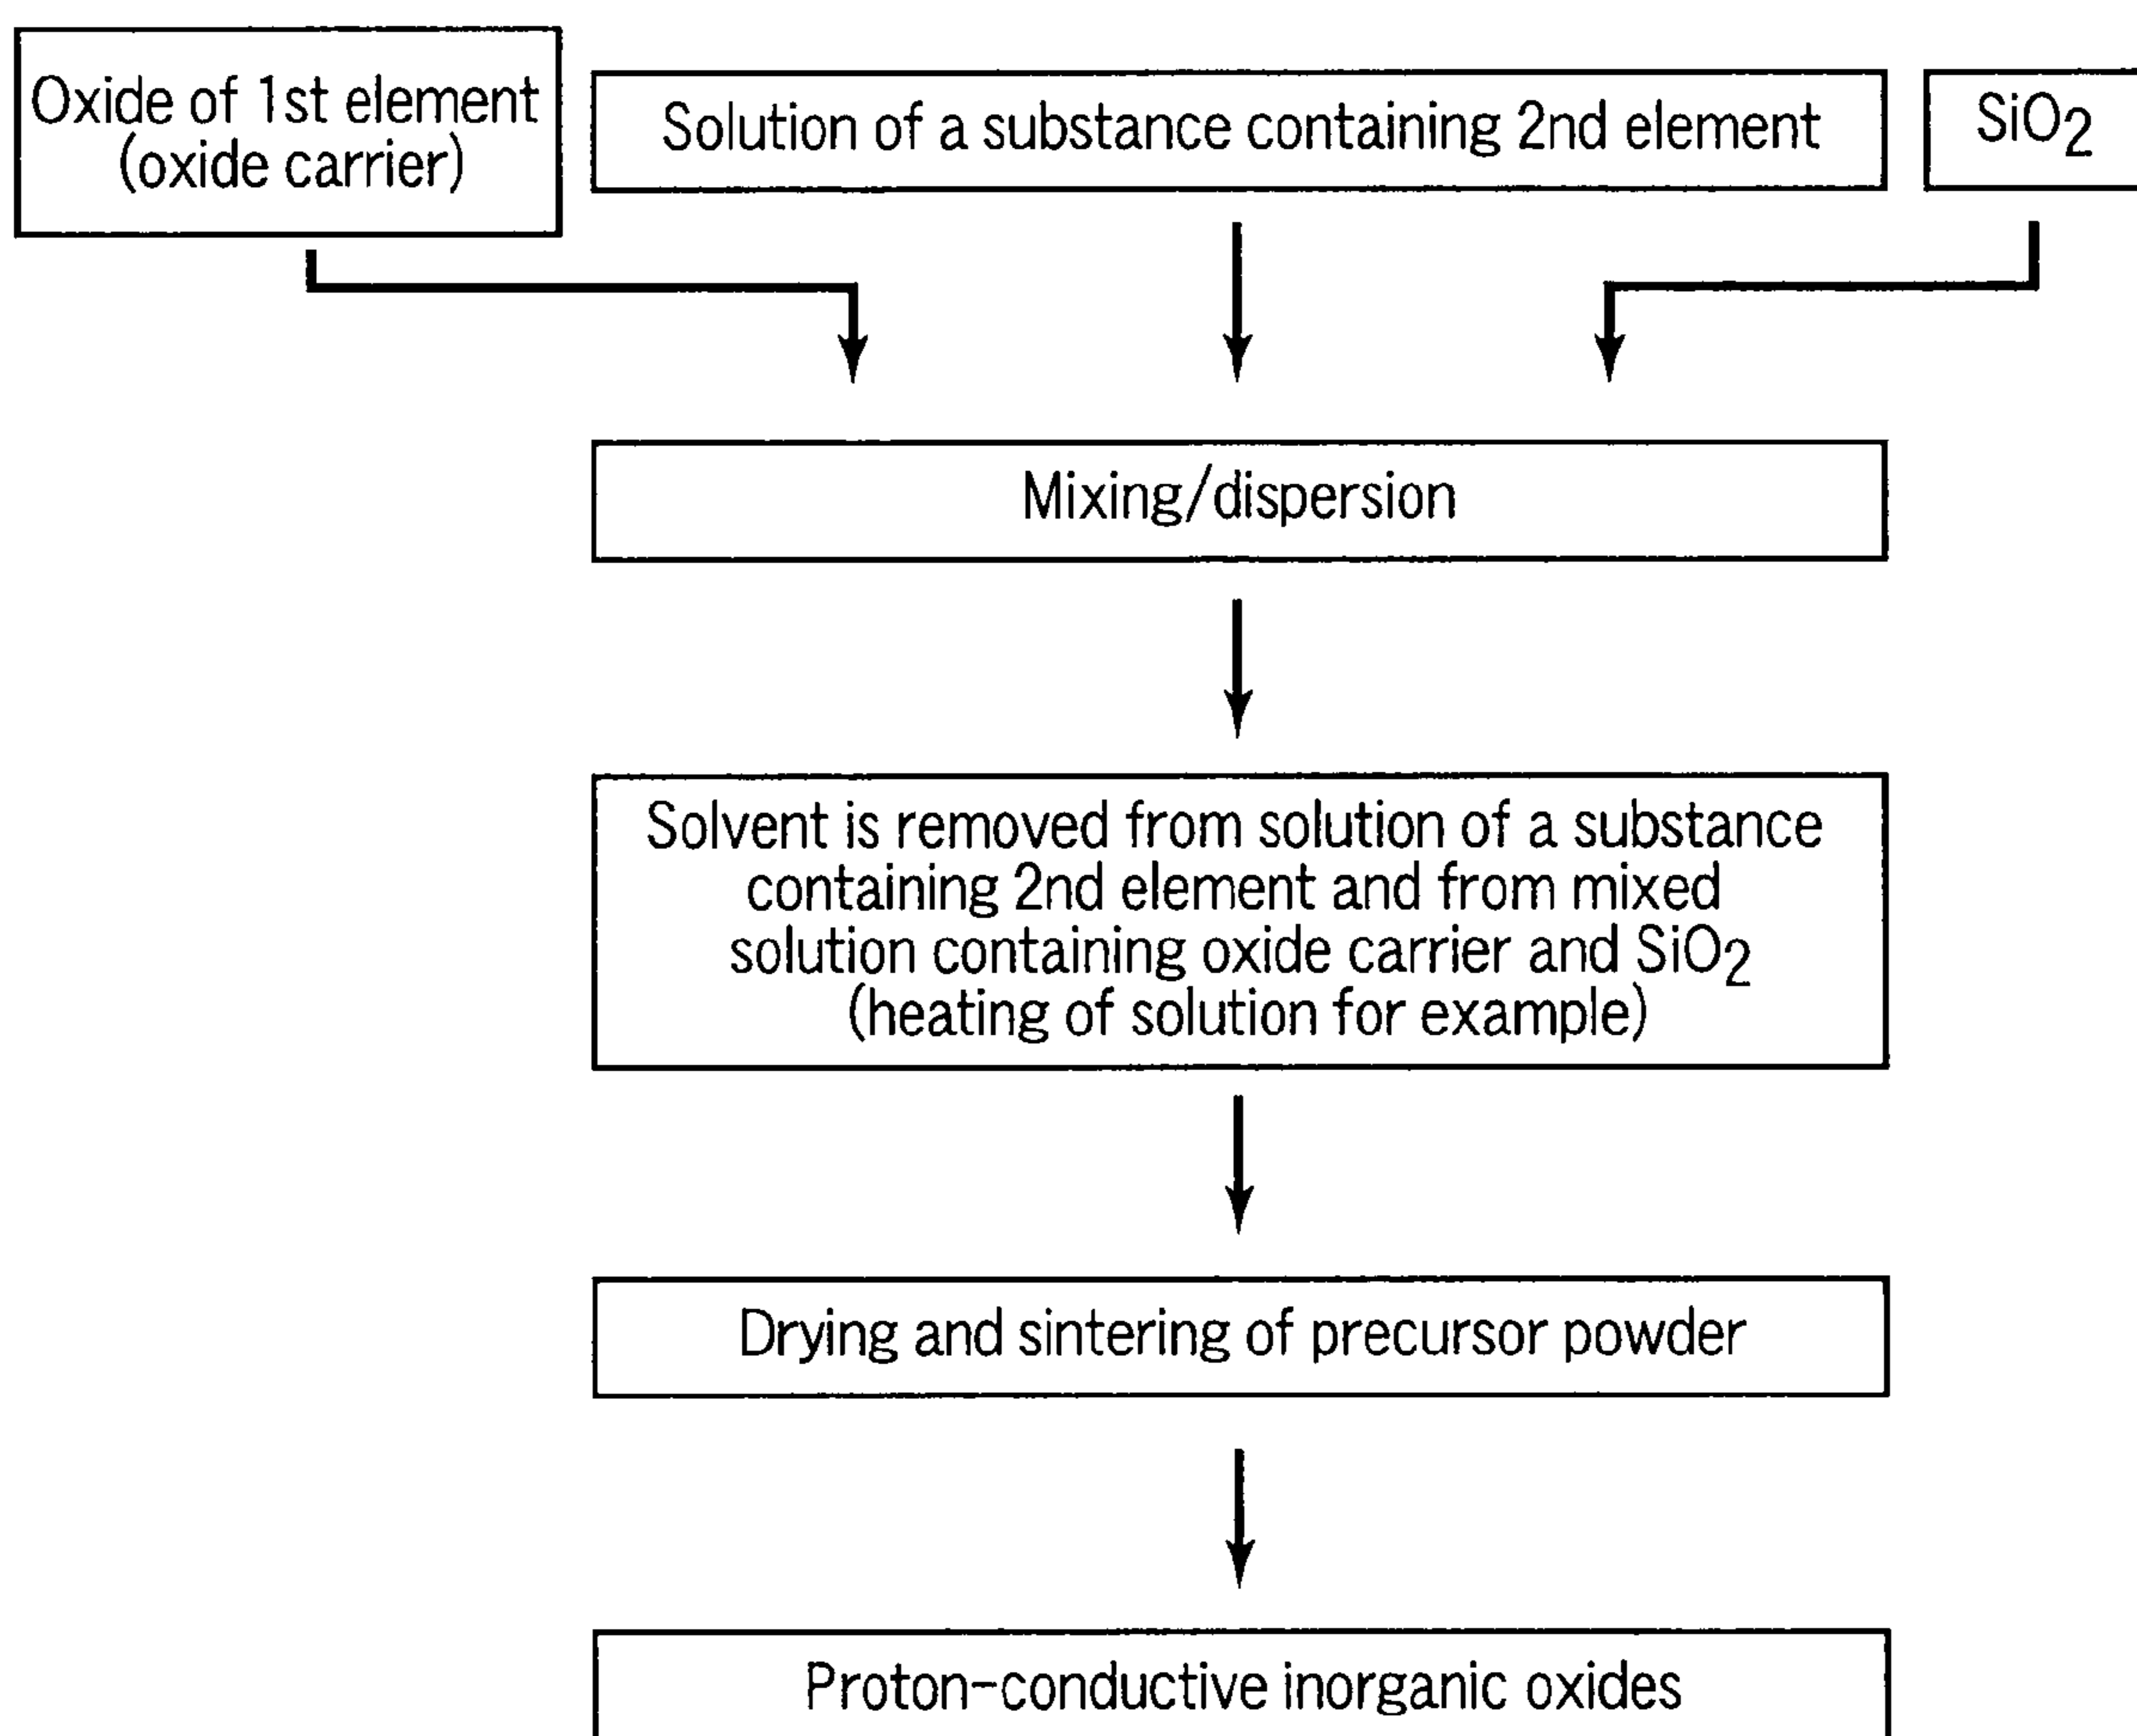 Oxide of 1st element
(oxide carrier)
Solution of a substance containing 2nd element
SiO2
Mixing/dispersion
Solvent is removed from solution of a substance
containing 2nd element and from mixed
solution containing oxide carrier and SiO2
(heating of solution for example)
Drying and sintering of precursor powder
Proton-conductive inorganic oxides